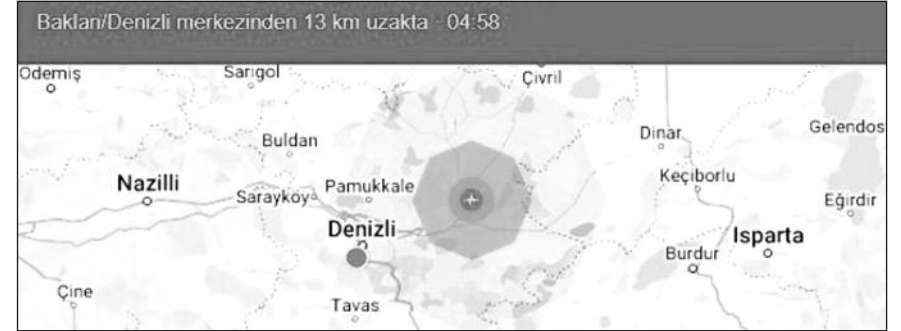 Baklan/Denizli merkezinden 13 km uzakta · 04:58
Ödemiş
Sarıgöl
Çivril
Buldan
Dinar
Gelendos
Nazilli
Sarayköy
Pamukkale
Keçiborlu
Eğirdir
Denizli
Isparta
Burdur
Çine
Tavas